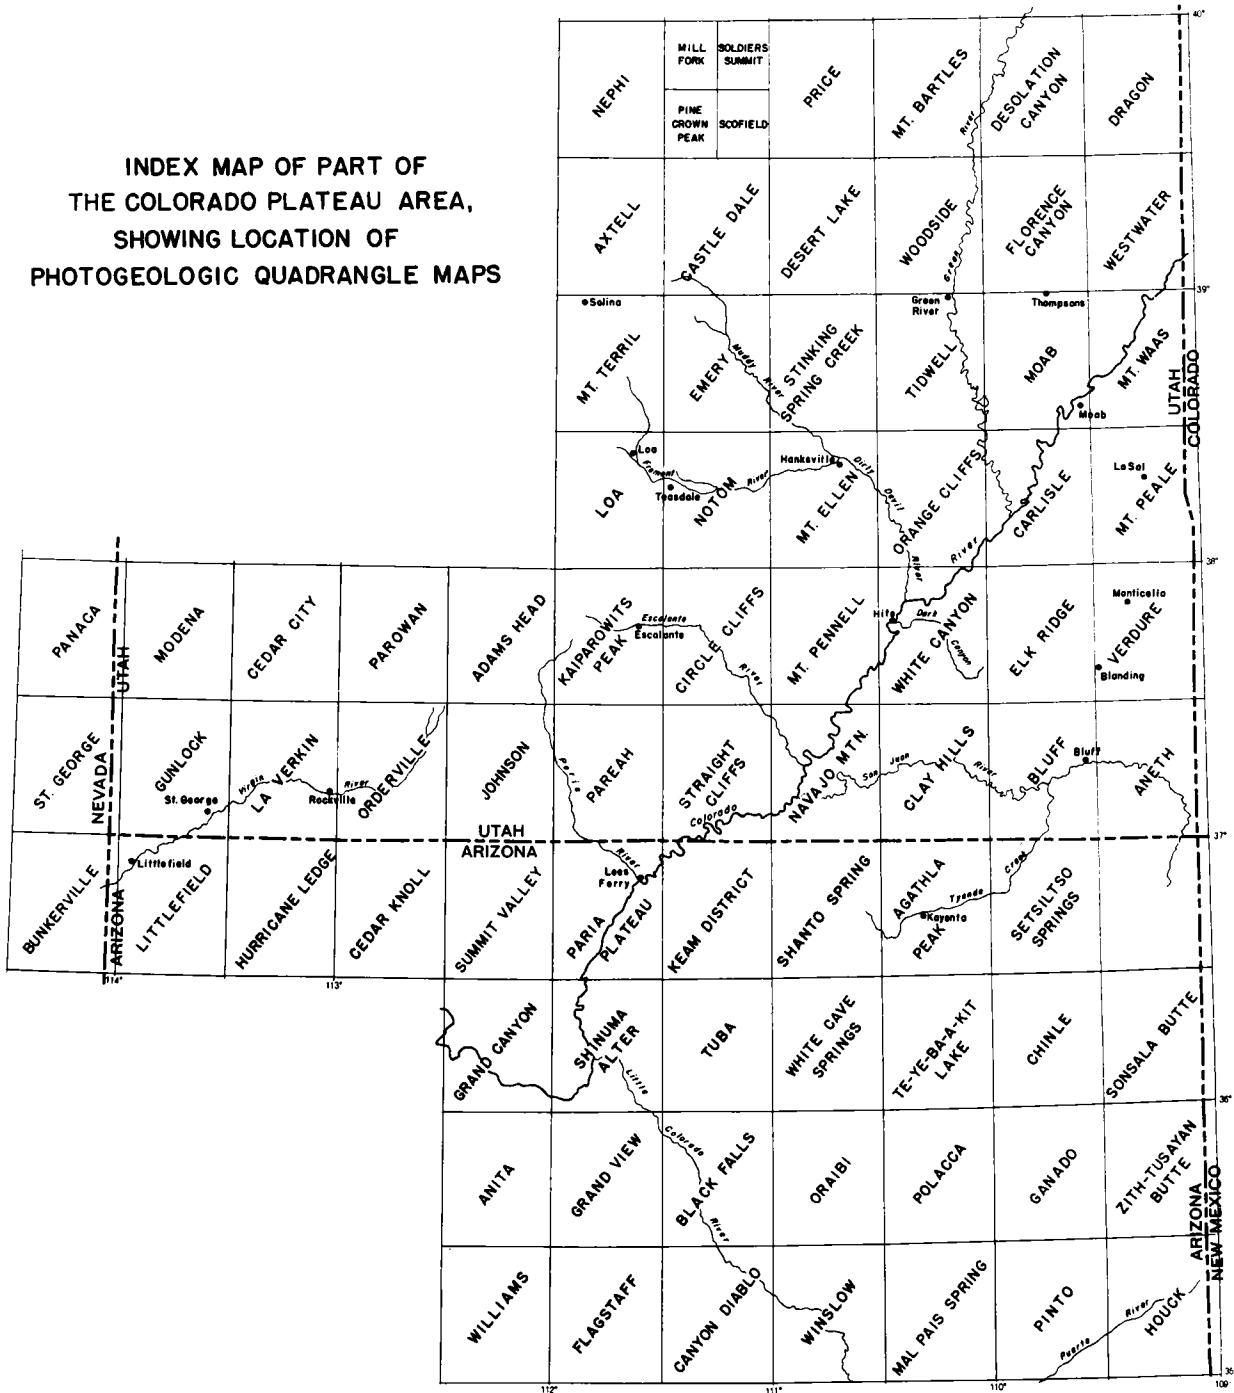 INDEX MAP OF PART OF
THE COLORADO PLATEAU AREA,
SHOWING LOCATION OF
PHOTOGEOLOGIC QUADRANGLE MAPS
40°
NEPHI
MILL
FORK
SOLDIERS
SUMMIT
PINE
CROWN
PEAK
SCOFIELD
PRICE
MT. BARTLES
River
DESOLATION
CANYON
DRAGON
AXTELL
CASTLE DALE
DESERT LAKE
WOODSIDE
Green
FLORENCE
CANYON
WESTWATER
39°
Salina
Green
River
Thompsons
MT. TERRIL
EMERY
Muddy
River
STINKING
SPRING CREEK
TIDWELL
MOAB
MT. WAAS
Moab
UTAH
COLORADO
Loa
LOA
Fremont
Teasdale
NOTOM
River
Hanksville
MT. ELLEN
Dirty
Devil
River
ORANGE CLIFFS
River
CARLISLE
LaSal
MT. PEALE
38°
PANACA
UTAH
MODENA
CEDAR CITY
PAROWAN
ADAMS HEAD
KAIPAROWITS
PEAK
Escalante
Escalante
CIRCLE CLIFFS
River
MT. PENNELL
Hite
Dark
Canyon
WHITE CANYON
ELK RIDGE
Monticello
VERDURE
Blanding
ST. GEORGE
NEVADA
GUNLOCK
St. George
Virgin
LA VERKIN
Rockville
River
ORDERVILLE
JOHNSON
Paria
PAREAH
STRAIGHT
CLIFFS
Colorado
NAVAJO MTN.
San Juan
River
CLAY HILLS
BLUFF
Bluff
ANETH
UTAH
ARIZONA
37°
BUNKERVILLE
Littlefield
ARIZONA
LITTLEFIELD
HURRICANE LEDGE
CEDAR KNOLL
SUMMIT VALLEY
River
Lees
Ferry
PARIA
PLATEAU
KEAM DISTRICT
SHANTO SPRING
AGATHLA
PEAK
Kayenta
Tyende
Creek
SETSILTSO
SPRINGS
114°
113°
GRAND CANYON
SHINUMA
ALTER
Little
TUBA
WHITE CAVE
SPRINGS
TE-YE-BA-A-KIT
LAKE
CHINLE
SONSALA BUTTE
36°
ANITA
GRAND VIEW
Colorado
BLACK FALLS
River
ORAIBI
POLACCA
GANADO
ZITH-TUSAYAN
BUTTE
ARIZONA
NEW MEXICO
WILLIAMS
FLAGSTAFF
CANYON DIABLO
WINSLOW
MAL PAIS SPRING
PINTO
Puerto
River
HOUCK
112°
111°
110°
35
109°